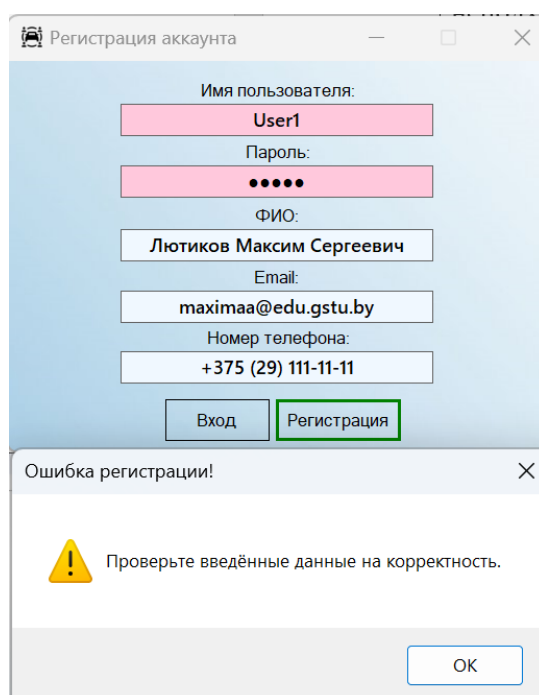 Регистрация аккаунта
Имя пользователя:
User1
Пароль:
●●●●●
ФИО:
Лютиков Максим Сергеевич
Email:
maximaa@edu.gstu.by
Номер телефона:
+375 (29) 111-11-11
Вход Регистрация
Ошибка регистрации!
Проверьте введённые данные на корректность.
OK